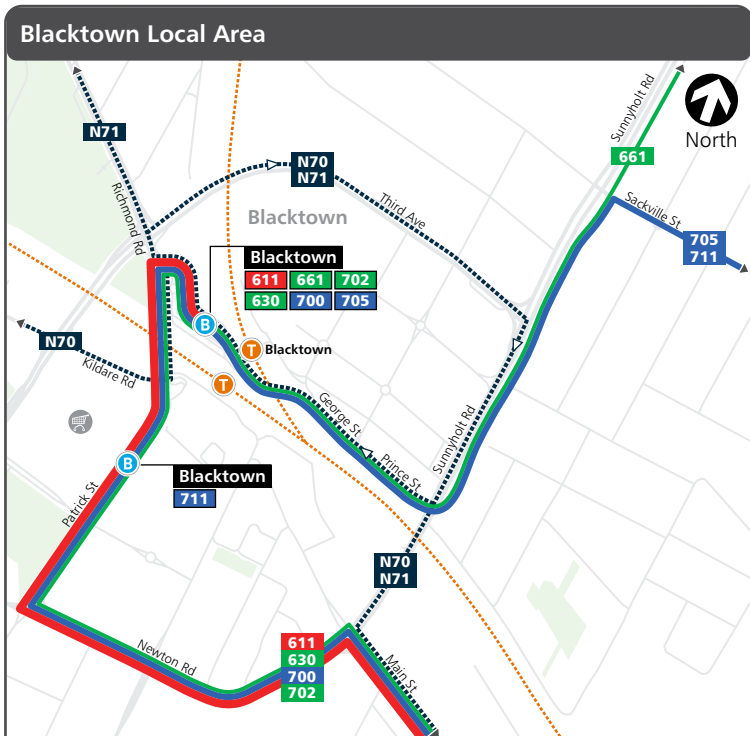 Blacktown Local Area
North
N71
Richmond Rd
N70
N71
Third Ave
Sunnyholt Rd
661
Sackville St
705
711
Blacktown
Blacktown
611 661 702
630 700 705
B
T Blacktown
T
N70
Kildare Rd
George St
Prince St
Sunnyholt Rd
B
Blacktown
711
Patrick St
N70
N71
Newton Rd
611
630
700
702
Main St